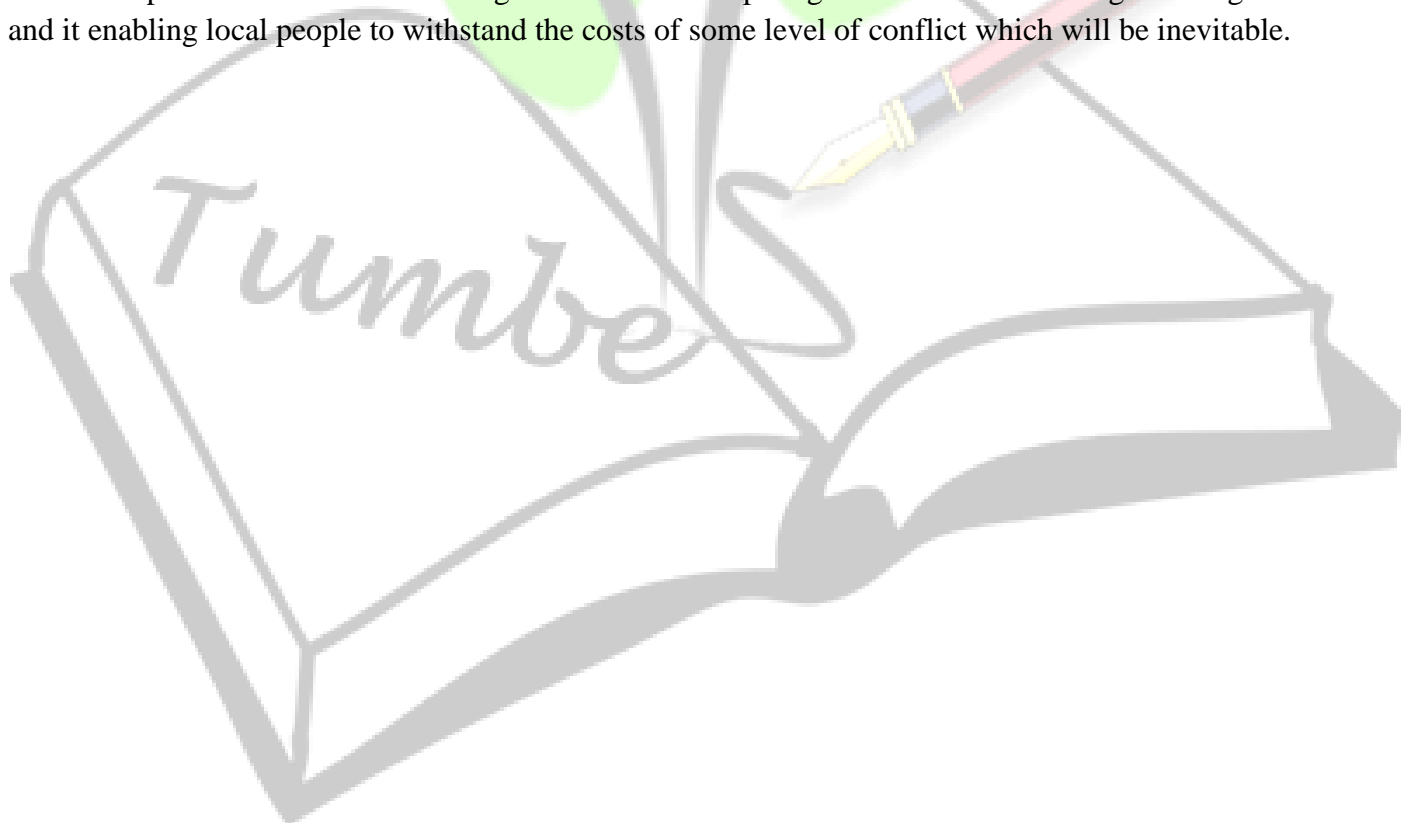 and it enabling local people to withstand the costs of some level of conflict which will be inevitable.
Tumbe